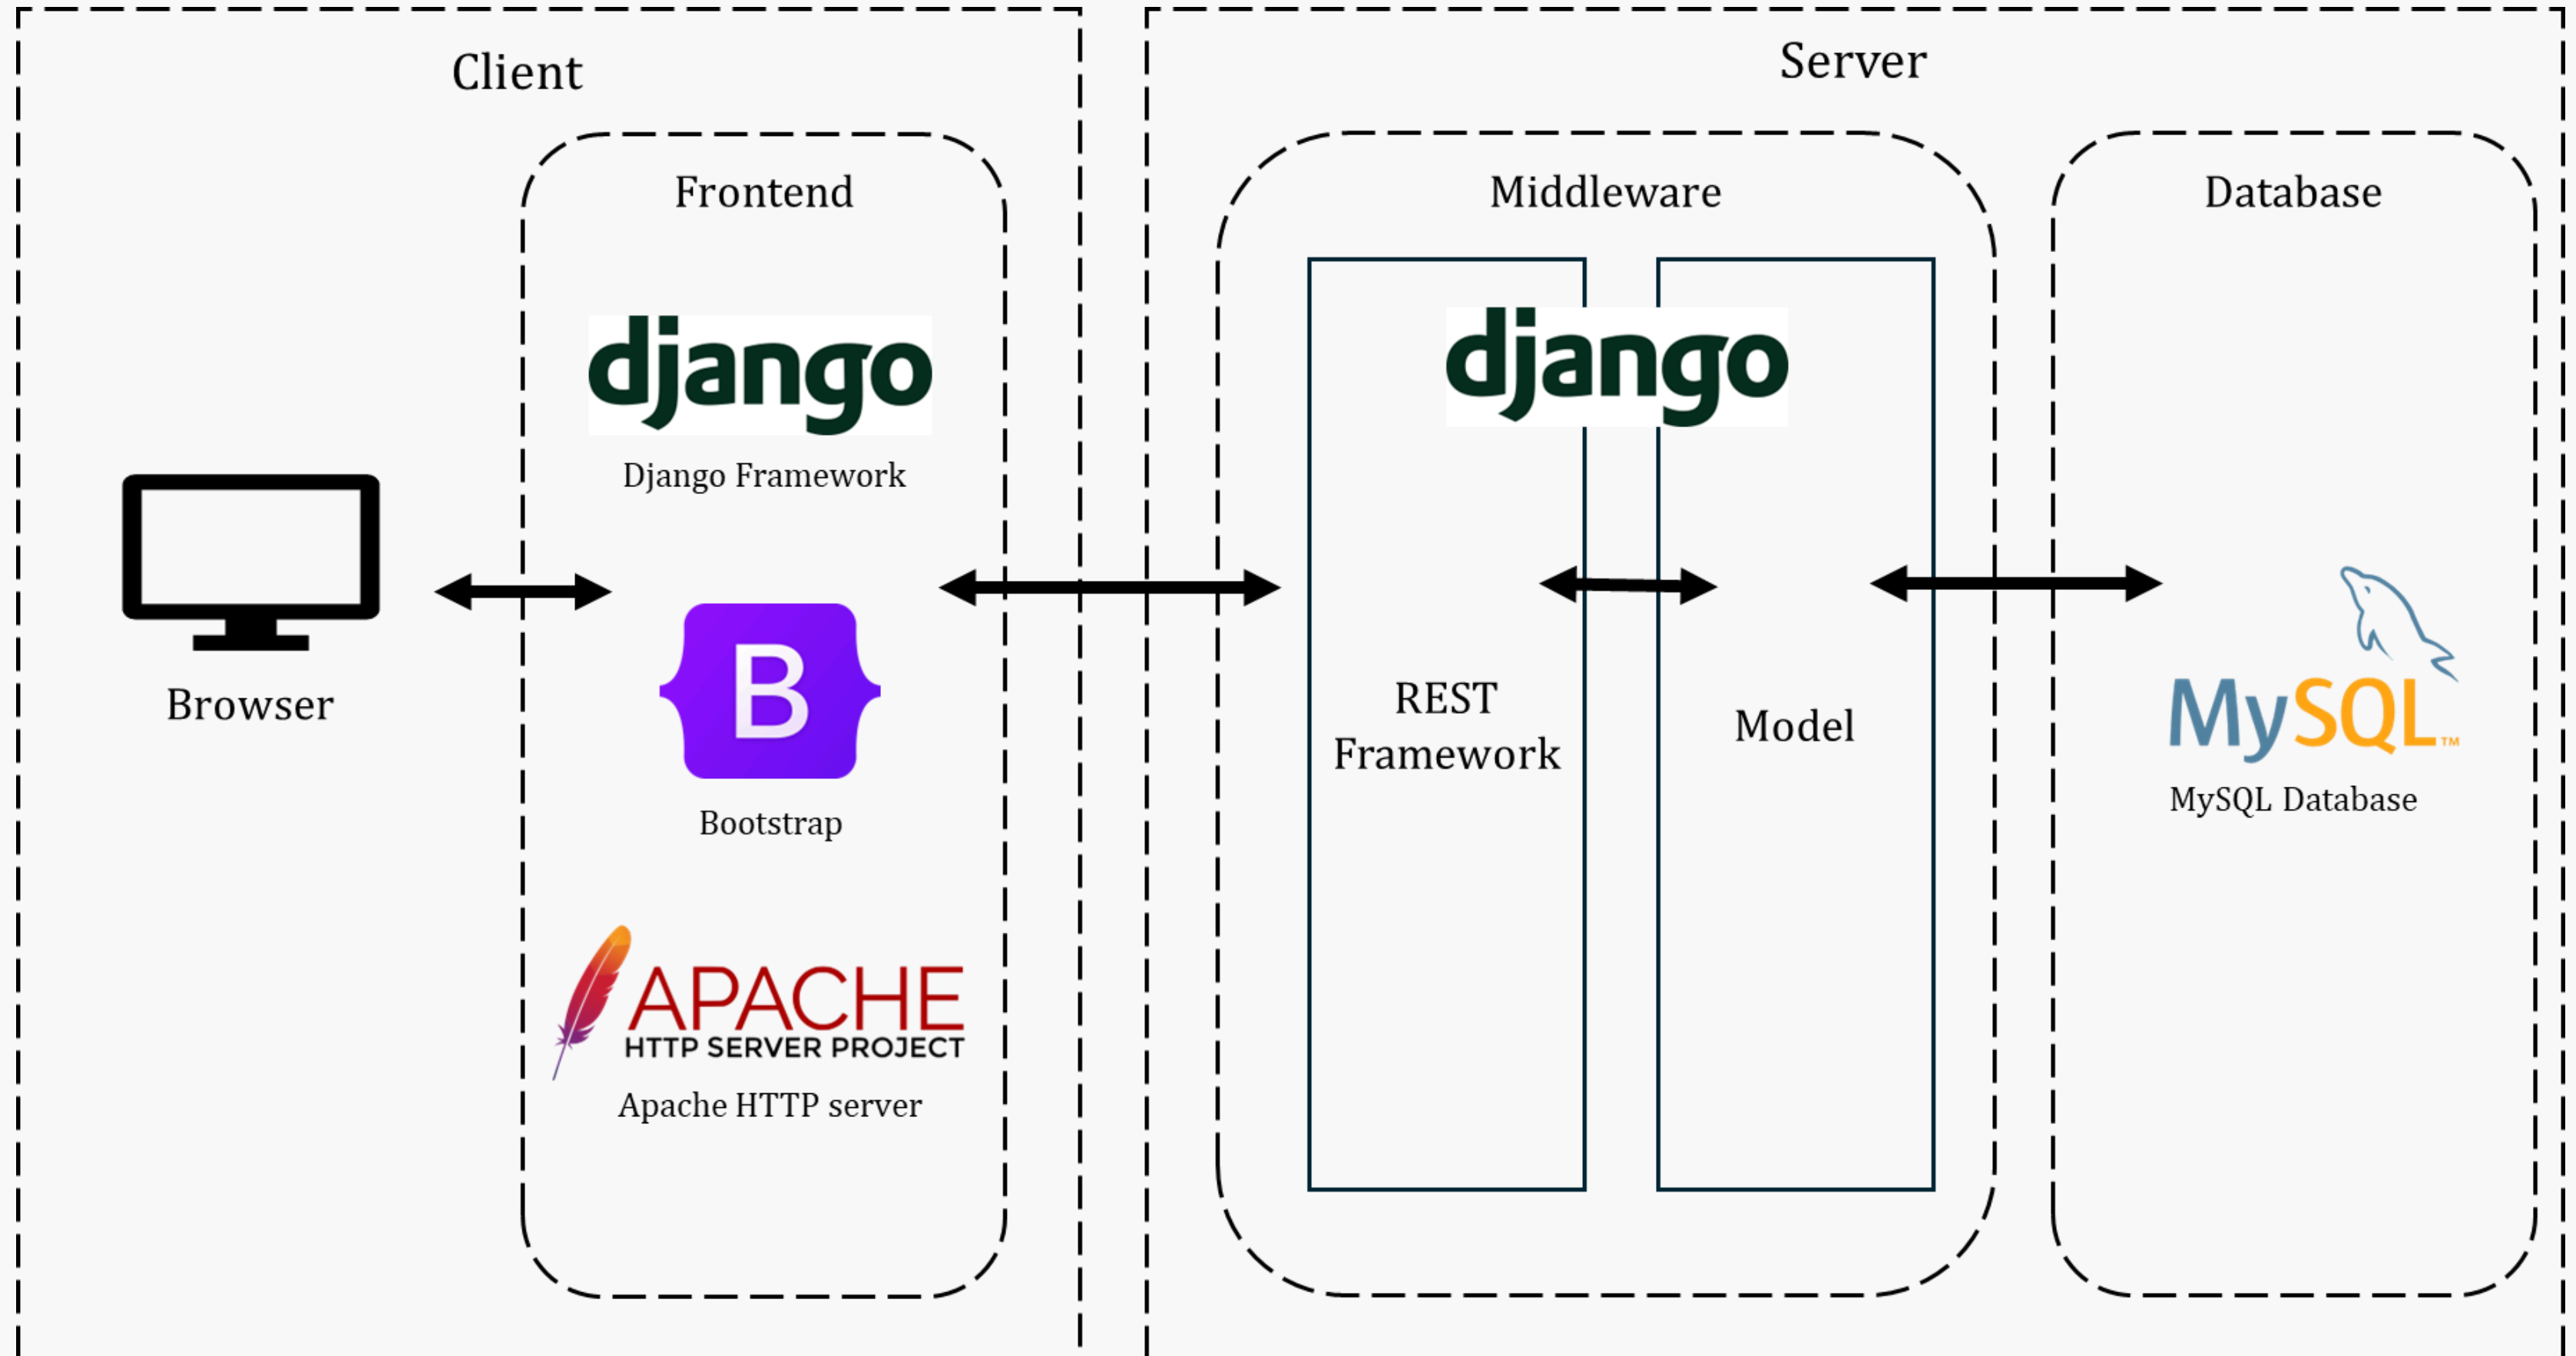 Client
Server
Frontend
Middleware
Database
django
django
Django Framework
B
Browser
Bootstrap
REST
Framework
Model
MySQL™
MySQL Database
APACHE
HTTP SERVER PROJECT
Apache HTTP server